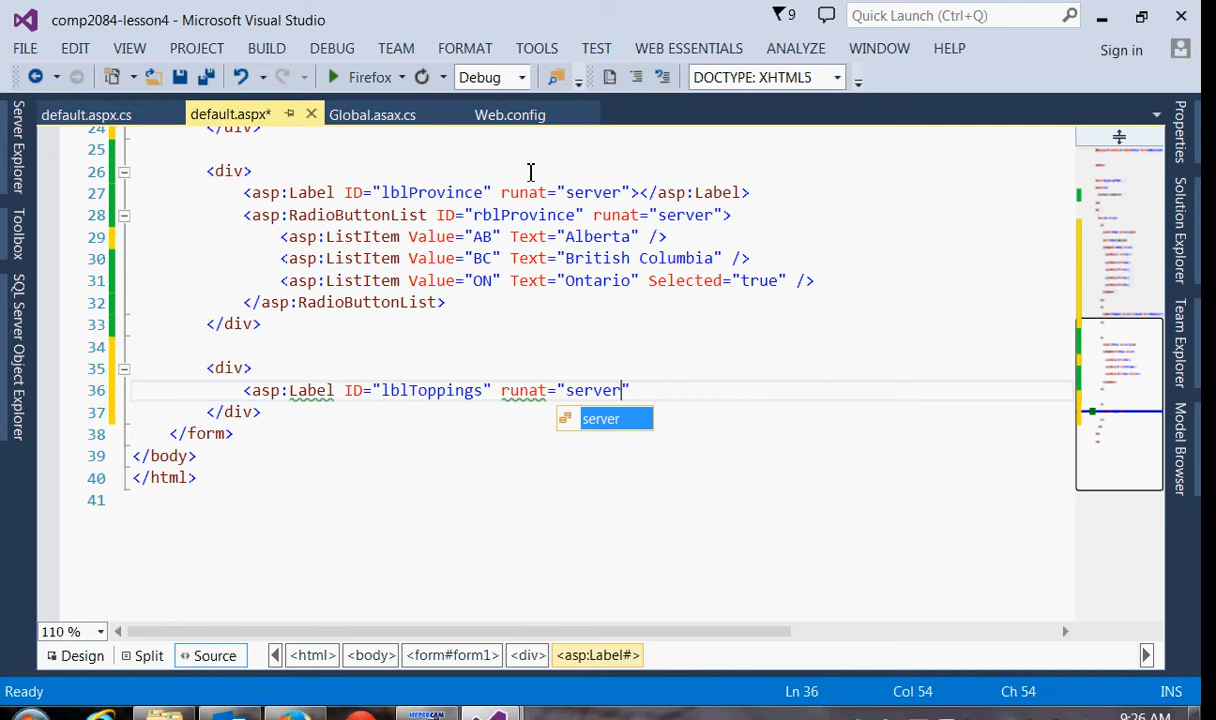 comp2084-lesson4 - Microsoft Visual Studio
9
Quick Launch (Ctrl+Q)
FILE EDIT VIEW PROJECT BUILD DEBUG TEAM FORMAT TOOLS TEST WEB ESSENTIALS ANALYZE WINDOW HELP Sign in
Firefox Debug DOCTYPE: XHTML5
default.aspx.cs default.aspx* Global.asax.cs Web.config
Server Explorer
Toolbox
SQL Server Object Explorer
24 </div>
25
26 <div>
27 <asp:Label ID="lblProvince" runat="server"></asp:Label>
28 <asp:RadioButtonList ID="rblProvince" runat="server">
29 <asp:ListItem Value="AB" Text="Alberta" />
30 <asp:ListItem Value="BC" Text="British Columbia" />
31 <asp:ListItem Value="ON" Text="Ontario" Selected="true" />
32 </asp:RadioButtonList>
33 </div>
34
35 <div>
36 <asp:Label ID="lblToppings" runat="server"
server
37 </div>
38 </form>
39 </body>
40 </html>
41
Properties
Solution Explorer
Team Explorer
Model Browser
110 %
Design Split Source <html> <body> <form#form1> <div> <asp:Label#>
Ready Ln 36 Col 54 Ch 54 INS
HYPERCAM
9:26 AM